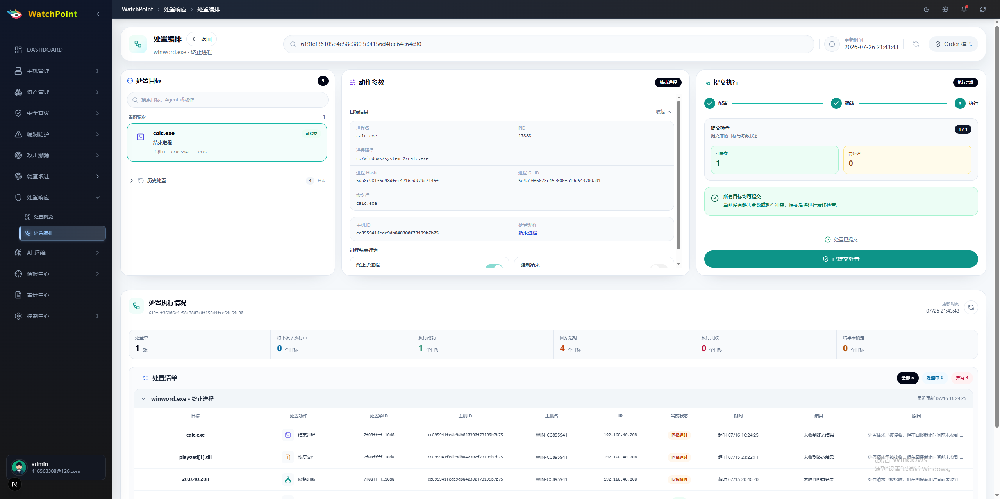 WatchPoint
DASHBOARD
主机管理
资产管理
安全基线
漏洞防护
攻击溯源
调查取证
处置响应
处置概览
处置编排
AI 运维
情报中心
审计中心
控制中心
admin
416568388@126.com
N
WatchPoint > 处置响应 > 处置编排
处置编排
返回
winword.exe · 终止进程
619fef36105e4e58c3803c0f156d4fce64c64c90
更新时间
2026-07-26 21:43:43
Order 模式
处置目标
5
搜索目标、Agent 或动作
当前轮次
1
calc.exe
可提交
结束进程
主机ID cc895941...7b75
历史处置
4
只读
动作参数
结束进程
目标信息
收起
进程名
calc.exe
PID
17888
进程路径
c:/windows/system32/calc.exe
进程 Hash
5da8c98136d98dfec4716edd79c7145f
进程 GUID
5e4a10f6078c45e000fa19d54370da01
命令行
calc.exe
主机ID
cc895941fede9db840300f73199b7b75
处置动作
结束进程
进程结束行为
终止子进程
强制结束
提交执行
执行完成
配置
确认
3
执行
提交检查
1 / 1
提交前的目标与参数状态
可提交
1
需处理
0
所有目标均可提交
当前没有缺失参数或动作冲突，提交后将进行最终检查。
处置已提交
已提交处置
处置执行情况
619fef36105e4e58c3803c0f156d4fce64c64c90
更新时间
07/26 21:43:43
处置单
1 张
待下发 / 执行中
0 个目标
执行成功
1 个目标
回报超时
4 个目标
执行失败
0 个目标
结果未确定
0 个目标
处置清单
全部 5
处理中 0
异常 4
winword.exe • 终止进程
最近更新 07/16 16:24:25
目标 处置动作 处置单ID 主机ID 主机名 IP 当前状态 时间 结果 原因
calc.exe 结束进程 7f08ffff…10d8 cc895941fede9db840300f73199b7b75 WIN-CC895941 192.168.40.208 回报超时 超时 07/16 16:24:25 未收到终态结果 处置请求已被接收，但在回报截止时间前未收到 ...
playoad[1].dll 恢复文件 7f08ffff…10d8 cc895941fede9db840300f73199b7b75 WIN-CC895941 192.168.40.208 回报超时 超时 07/15 23:22:11 未收到终态结果 处置请求已被接收，但在回报截止时间前未收到 ...
20.0.40.208 网络阻断 7f08ffff…10d8 cc895941fede9db840300f73199b7b75 WIN-CC895941 192.168.40.208 回报超时 超时 07/15 20:40:20 未收到终态结果 处置请求已被接收，但在回报截止时间前未收到 ...
激活 Windows
转到"设置"以激活 Windows。